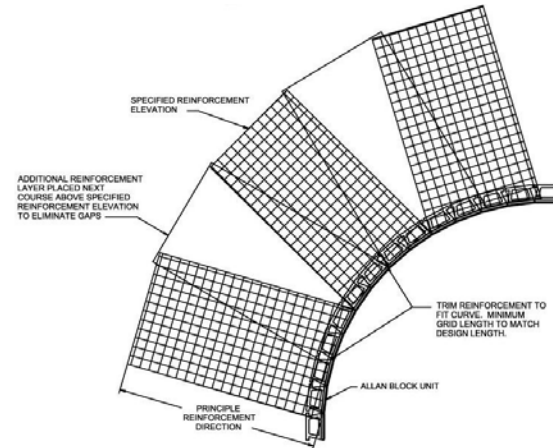 SPECIFIED REINFORCEMENT
ELEVATION
ADDITIONAL REINFORCEMENT
LAYER PLACED NEXT
COURSE ABOVE SPECIFIED
REINFORCEMENT ELEVATION
TO ELIMINATE GAPS
TRIM REINFORCEMENT TO
FIT CURVE. MINIMUM
GRID LENGTH TO MATCH
DESIGN LENGTH.
ALLAN BLOCK UNIT
PRINCIPLE
REINFORCEMENT
DIRECTION